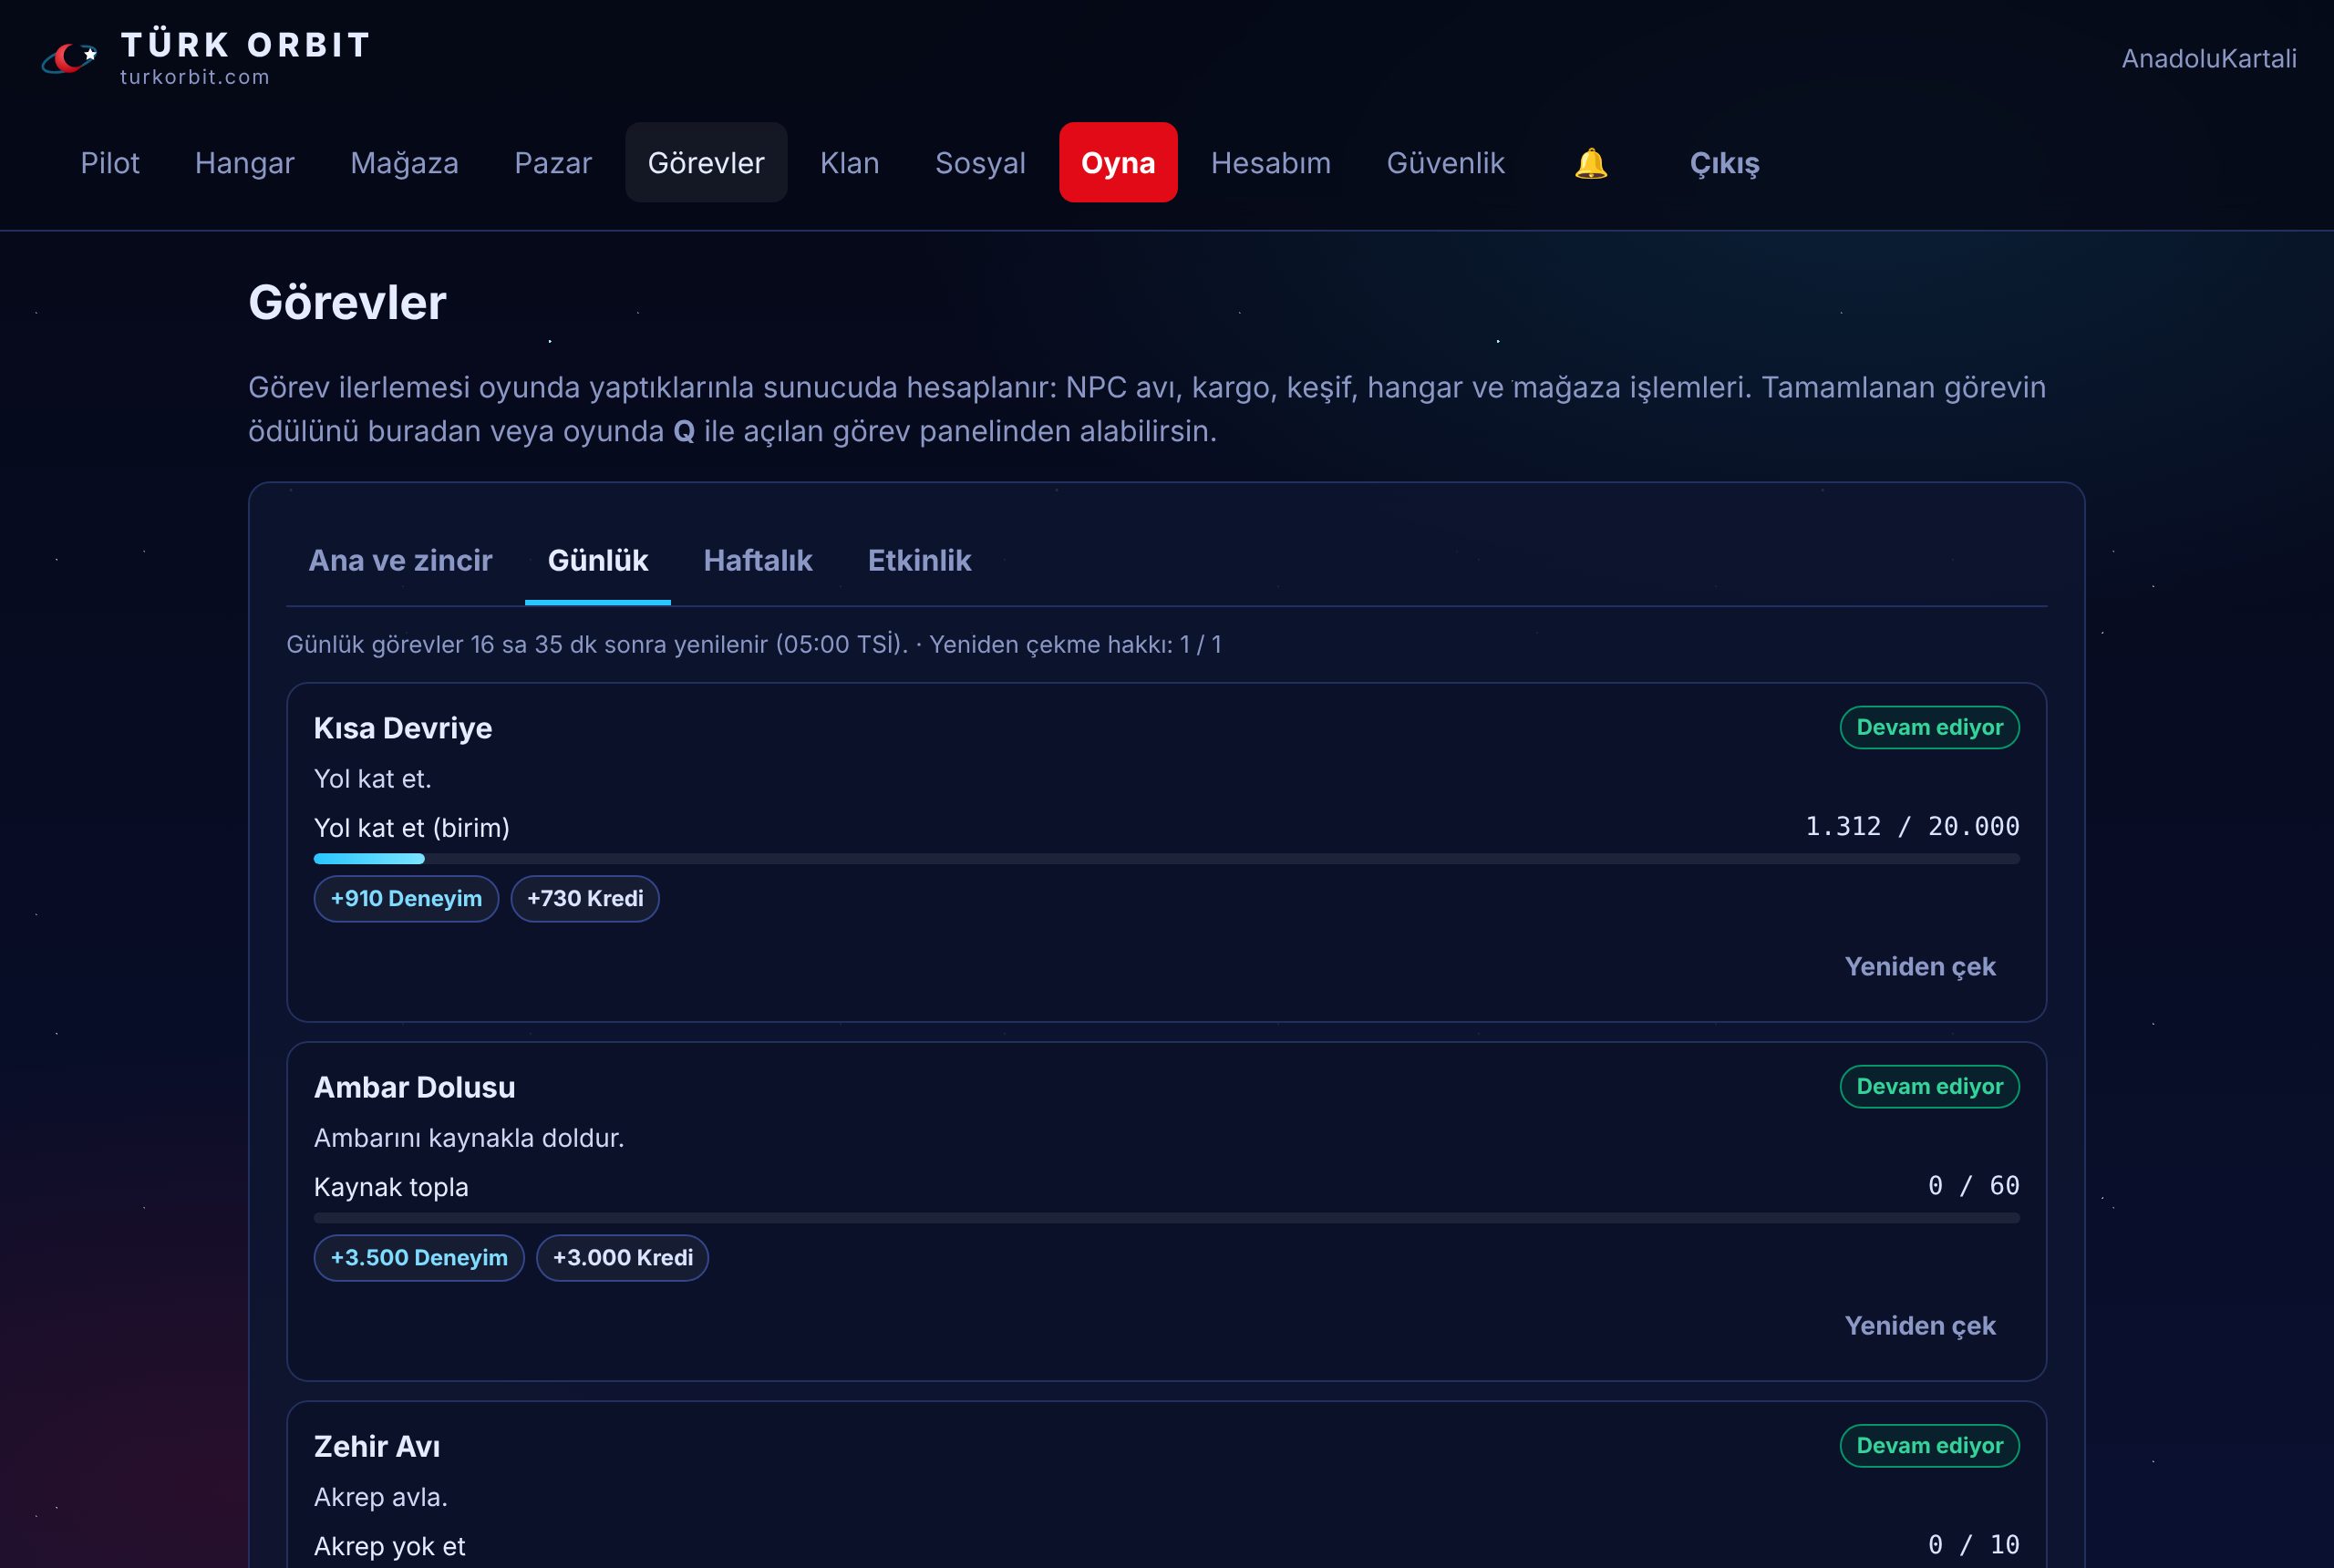 TÜRK ORBIT
turkorbit.com
AnadoluKartali
Pilot Hangar Mağaza Pazar Görevler Klan Sosyal Oyna Hesabım Güvenlik Çıkış
Görevler
Görev ilerlemesi oyunda yaptıklarınla sunucuda hesaplanır: NPC avı, kargo, keşif, hangar ve mağaza işlemleri. Tamamlanan görevin
ödülünü buradan veya oyunda Q ile açılan görev panelinden alabilirsin.
Ana ve zincir Günlük Haftalık Etkinlik
Günlük görevler 16 sa 35 dk sonra yenilenir (05:00 TSİ). · Yeniden çekme hakkı: 1 / 1
Kısa Devriye Devam ediyor
Yol kat et.
Yol kat et (birim) 1.312 / 20.000
+910 Deneyim +730 Kredi
Yeniden çek
Ambar Dolusu Devam ediyor
Ambarını kaynakla doldur.
Kaynak topla 0 / 60
+3.500 Deneyim +3.000 Kredi
Yeniden çek
Zehir Avı Devam ediyor
Akrep avla.
Akrep yok et 0 / 10